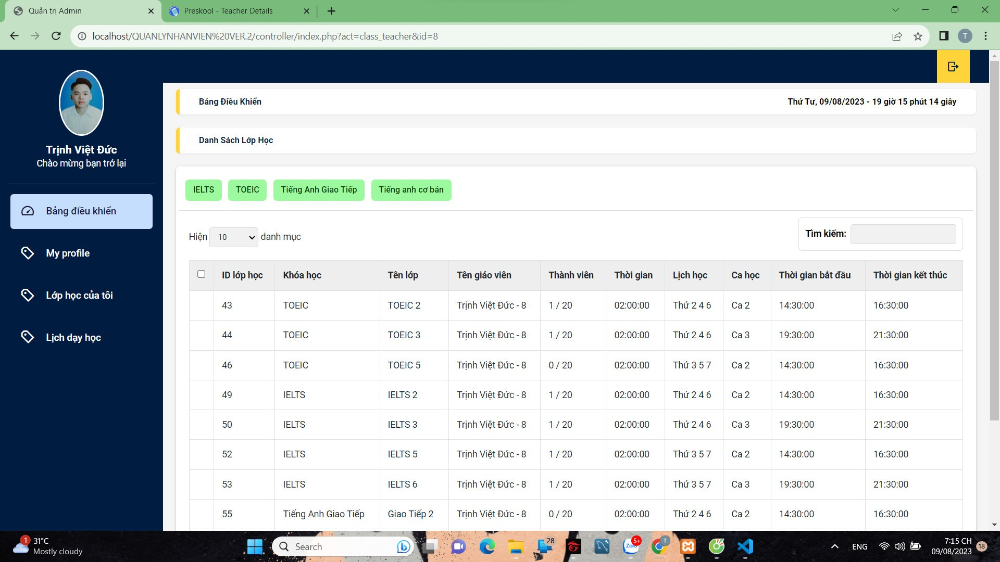 Quản trị Admin
Preskool - Teacher Details
localhost/QUANLYNHANVIEN%20VER.2/controller/index.php?act=class_teacher&id=8
T
Trịnh Việt Đức
Chào mừng bạn trở lại
Bảng điều khiển
My profile
Lớp học của tôi
Lịch dạy học
Bảng Điều Khiển
Thứ Tư, 09/08/2023 - 19 giờ 15 phút 14 giây
Danh Sách Lớp Học
IELTS TOEIC Tiếng Anh Giao Tiếp Tiếng anh cơ bản
Hiện 10 danh mục
Tìm kiếm:
ID lớp học Khóa học Tên lớp Tên giáo viên Thành viên Thời gian Lịch học Ca học Thời gian bắt đầu Thời gian kết thúc
43 TOEIC TOEIC 2 Trịnh Việt Đức - 8 1 / 20 02:00:00 Thứ 2 4 6 Ca 2 14:30:00 16:30:00
44 TOEIC TOEIC 3 Trịnh Việt Đức - 8 1 / 20 02:00:00 Thứ 2 4 6 Ca 3 19:30:00 21:30:00
46 TOEIC TOEIC 5 Trịnh Việt Đức - 8 0 / 20 02:00:00 Thứ 3 5 7 Ca 2 14:30:00 16:30:00
49 IELTS IELTS 2 Trịnh Việt Đức - 8 1 / 20 02:00:00 Thứ 2 4 6 Ca 2 14:30:00 16:30:00
50 IELTS IELTS 3 Trịnh Việt Đức - 8 1 / 20 02:00:00 Thứ 2 4 6 Ca 3 19:30:00 21:30:00
52 IELTS IELTS 5 Trịnh Việt Đức - 8 1 / 20 02:00:00 Thứ 3 5 7 Ca 2 14:30:00 16:30:00
53 IELTS IELTS 6 Trịnh Việt Đức - 8 1 / 20 02:00:00 Thứ 3 5 7 Ca 3 19:30:00 21:30:00
55 Tiếng Anh Giao Tiếp Giao Tiếp 2 Trịnh Việt Đức - 8 0 / 20 02:00:00 Thứ 2 4 6 Ca 2 14:30:00 16:30:00
1
31°C
Mostly cloudy
Search
28
Zalo
5+
T
ENG
7:15 CH
09/08/2023
18